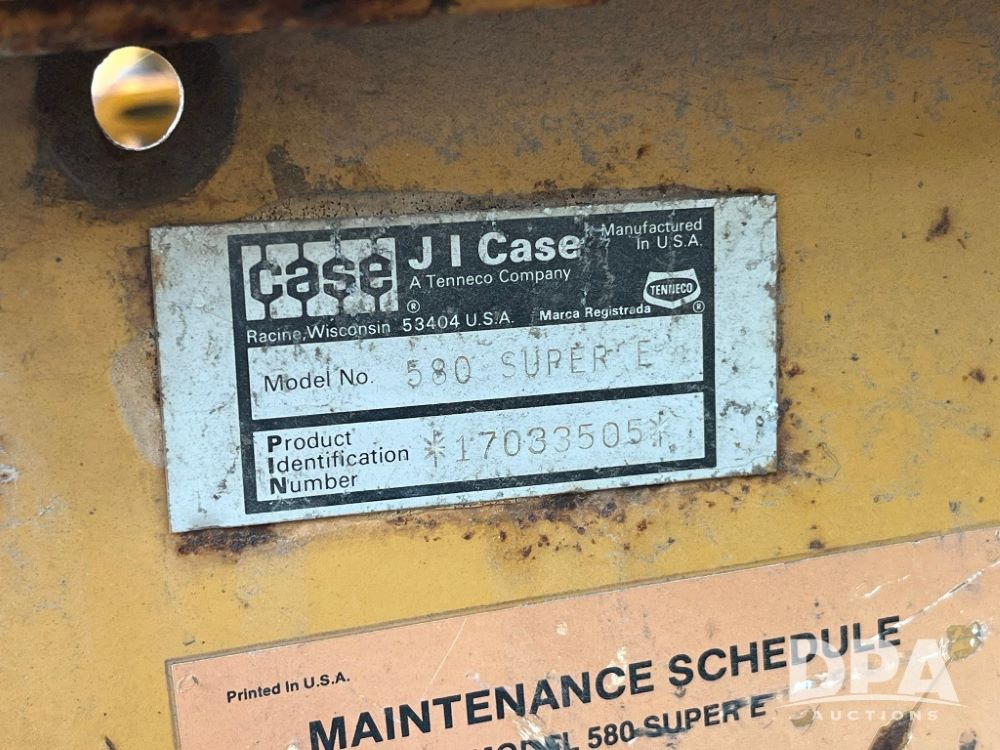 case
J I Case
A Tenneco Company
®
Manufactured
In U.S.A.
TENNECO
Marca Registrada ®
Racine, Wisconsin 53404 U.S.A.
Model No. 580 SUPER E
Product
Identification
Number
*17033505*
Printed In U.S.A.
MAINTENANCE SCHEDULE
MODEL 580 SUPER E
DPA
AUCTIONS